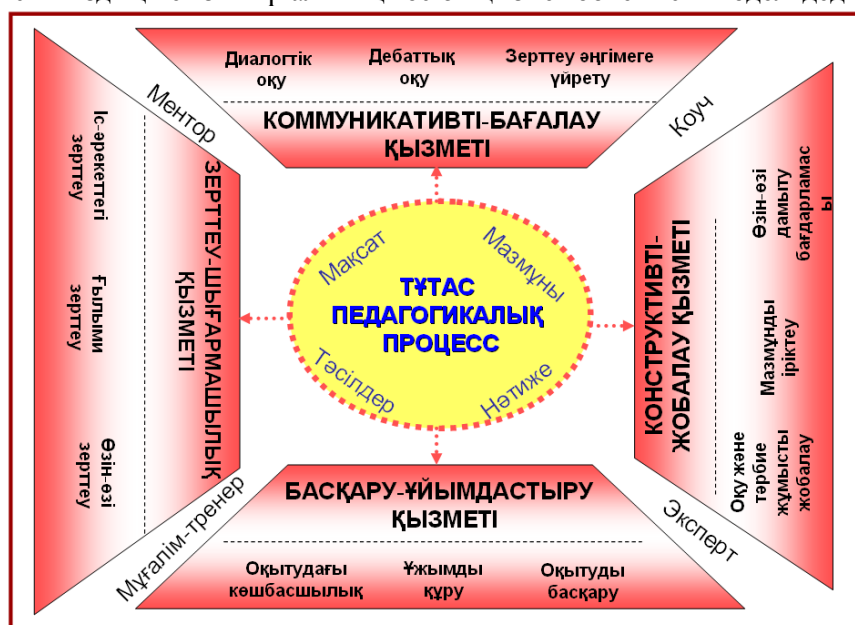 Диалогтік
оқу
Дебаттық
оқу
Зерттеу әңгімеге
үйрету
КОММУНИКАТИВТІ-БАҒАЛАУ
ҚЫЗМЕТІ
Ментор
Коуч
Іс-әрекеттегі
зерттеу
Ғылыми
зерттеу
Өзін-өзі
зерттеу
ЗЕРТТЕУ-ШЫҒАРМАШЫЛЫҚ
ҚЫЗМЕТІ
Мақсат
Мазмұны
ТҰТАС
ПЕДАГОГИКАЛЫҚ
ПРОЦЕСС
Тәсілдер
Нәтиже
КОНСТРУКТИВТІ-
ЖОБАЛАУ ҚЫЗМЕТІ
Өзін-өзі
дамыту
бағдарламас
ы
Мазмұнды
іріктеу
Оқу және
тәрбие
жұмысты
жобалау
Мұғалім-тренер
Эксперт
БАСҚАРУ-ҰЙЫМДАСТЫРУ
ҚЫЗМЕТІ
Оқытудағы
көшбасшылық
Ұжымды
құру
Оқытуды
басқару